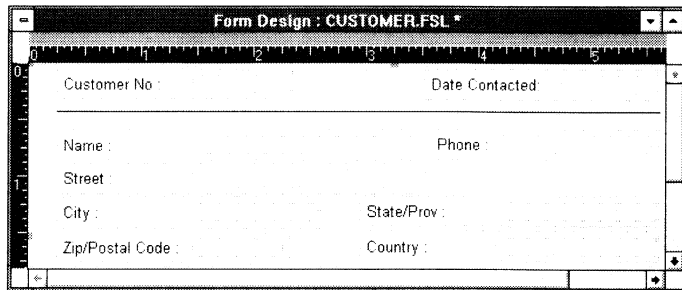 Form Design : CUSTOMER.FSL *
0 1 2 3 4 5
0
Customer No : Date Contacted:
Name : Phone :
Street :
1
City : State/Prov :
Zip/Postal Code : Country :